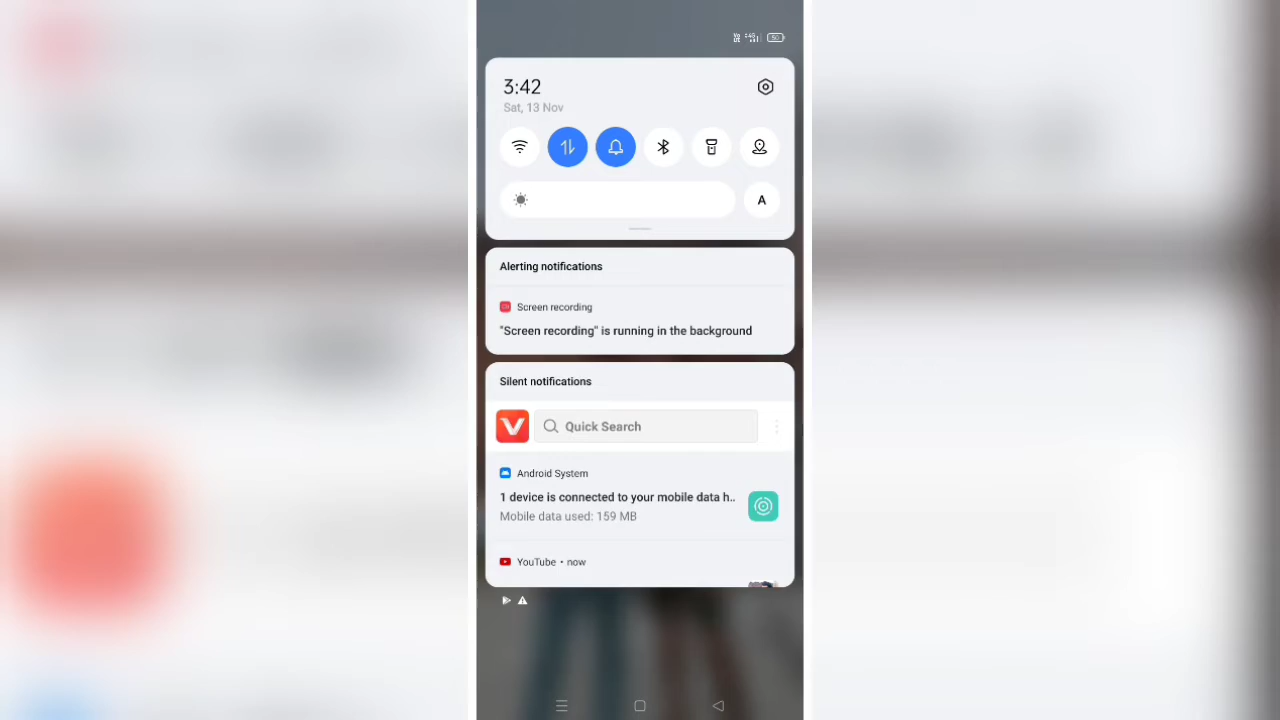 50
3:42
Sat, 13 Nov
A
Alerting notifications
Screen recording
"Screen recording" is running in the background
Silent notifications
Quick Search
Android System
1 device is connected to your mobile data h..
Mobile data used: 159 MB
YouTube • now